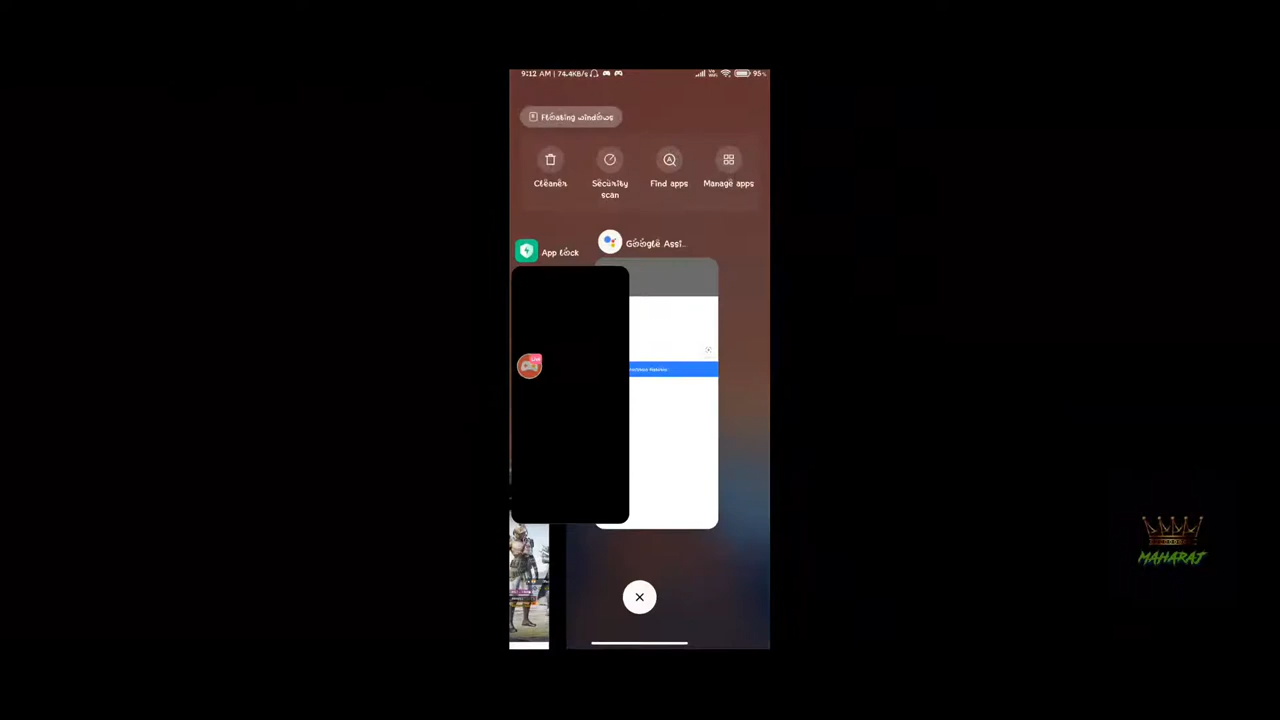 9:12 AM | 74.4KB/s
95%
Floating windows
Cleaner
Security scan
Find apps
Manage apps
App lock
Google Assi...
Live
MAHARAJ